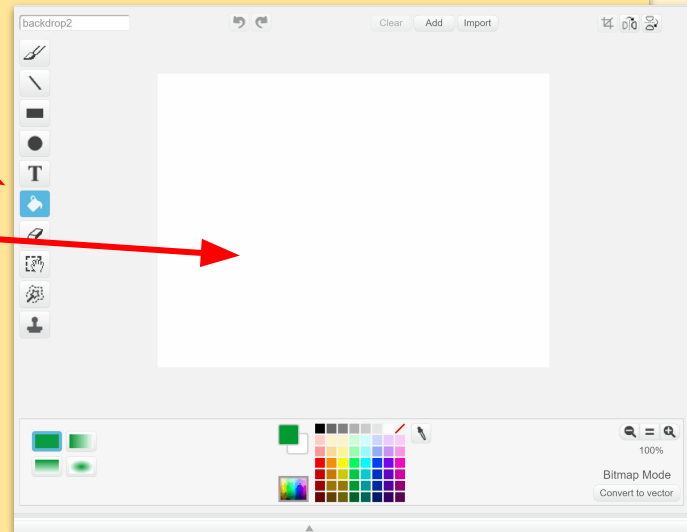 backdrop2
Clear Add Import
T
100%
Bitmap Mode
Convert to vector